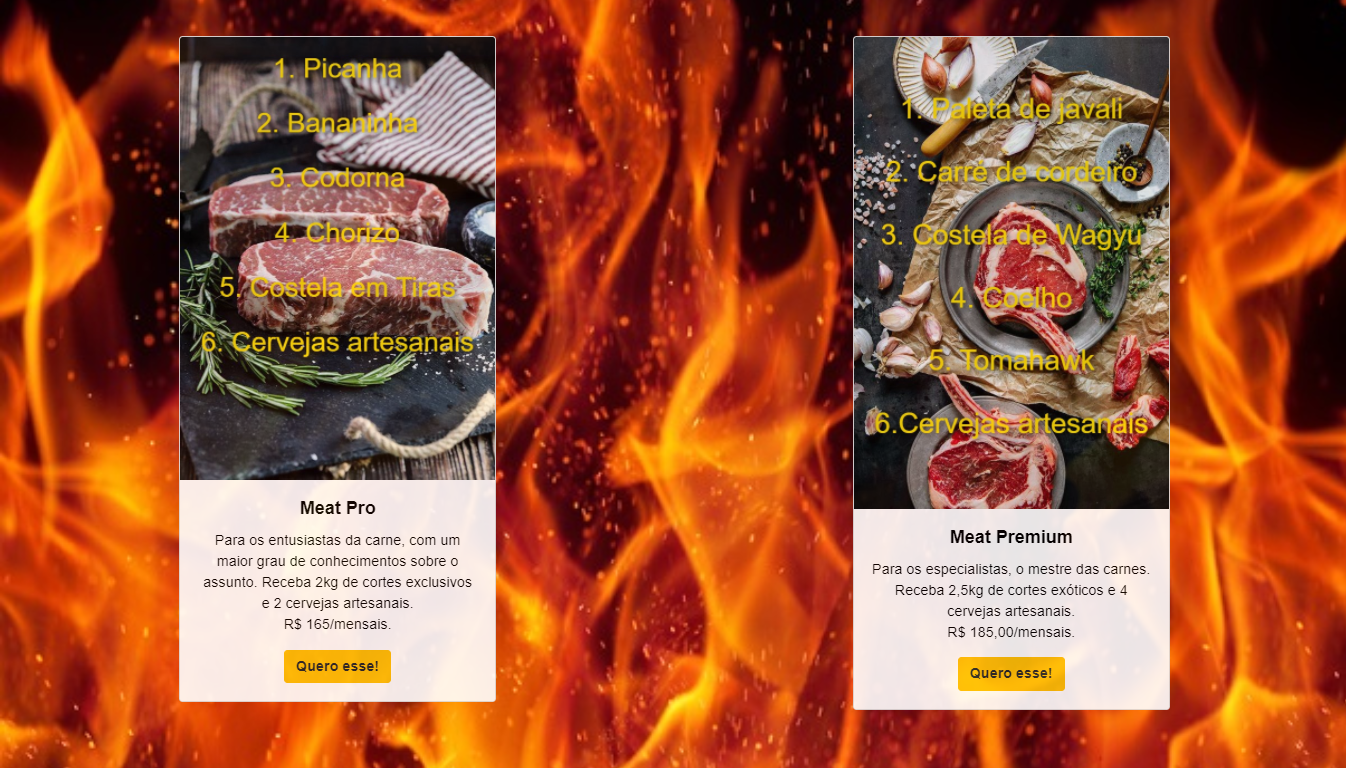 1. Picanha
2. Bananinha
3. Codorna
4. Chorizo
5. Costela em Tiras
6. Cervejas artesanais
Meat Pro
Para os entusiastas da carne, com um
maior grau de conhecimentos sobre o
assunto. Receba 2kg de cortes exclusivos
e 2 cervejas artesanais.
R$ 165/mensais.
Quero esse!
1. Paleta de javali
2. Carré de cordeiro
3. Costela de Wagyu
4. Coelho
5. Tomahawk
6.Cervejas artesanais
Meat Premium
Para os especialistas, o mestre das carnes.
Receba 2,5kg de cortes exóticos e 4
cervejas artesanais.
R$ 185,00/mensais.
Quero esse!